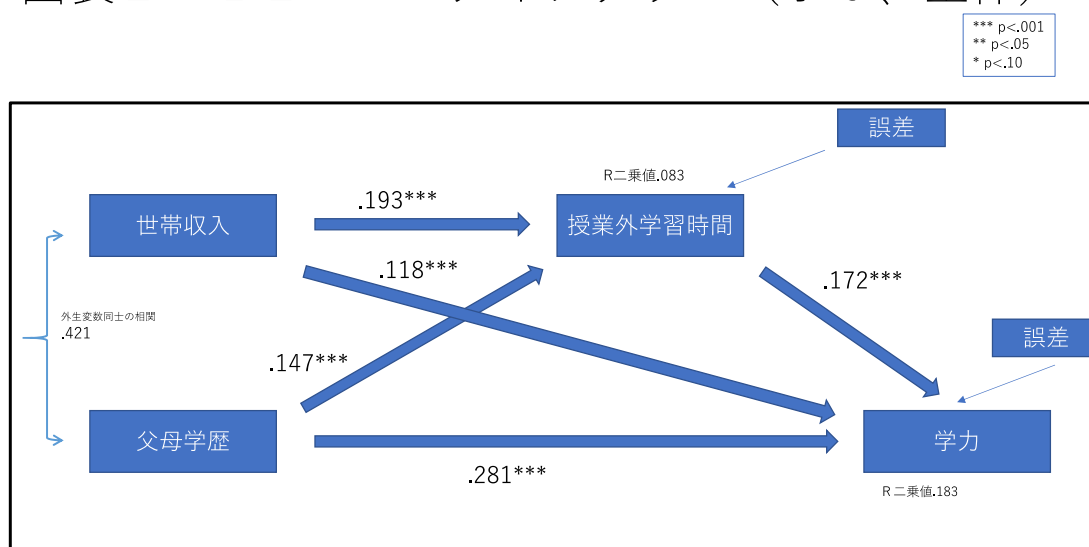 *** p<.001
** p<.05
* p<.10
誤差
R二乗値.083
.193***
世帯収入
授業外学習時間
.118***
.172***
外生変数同士の相関
.421
誤差
.147***
父母学歴
学力
.281***
R二乗値.183